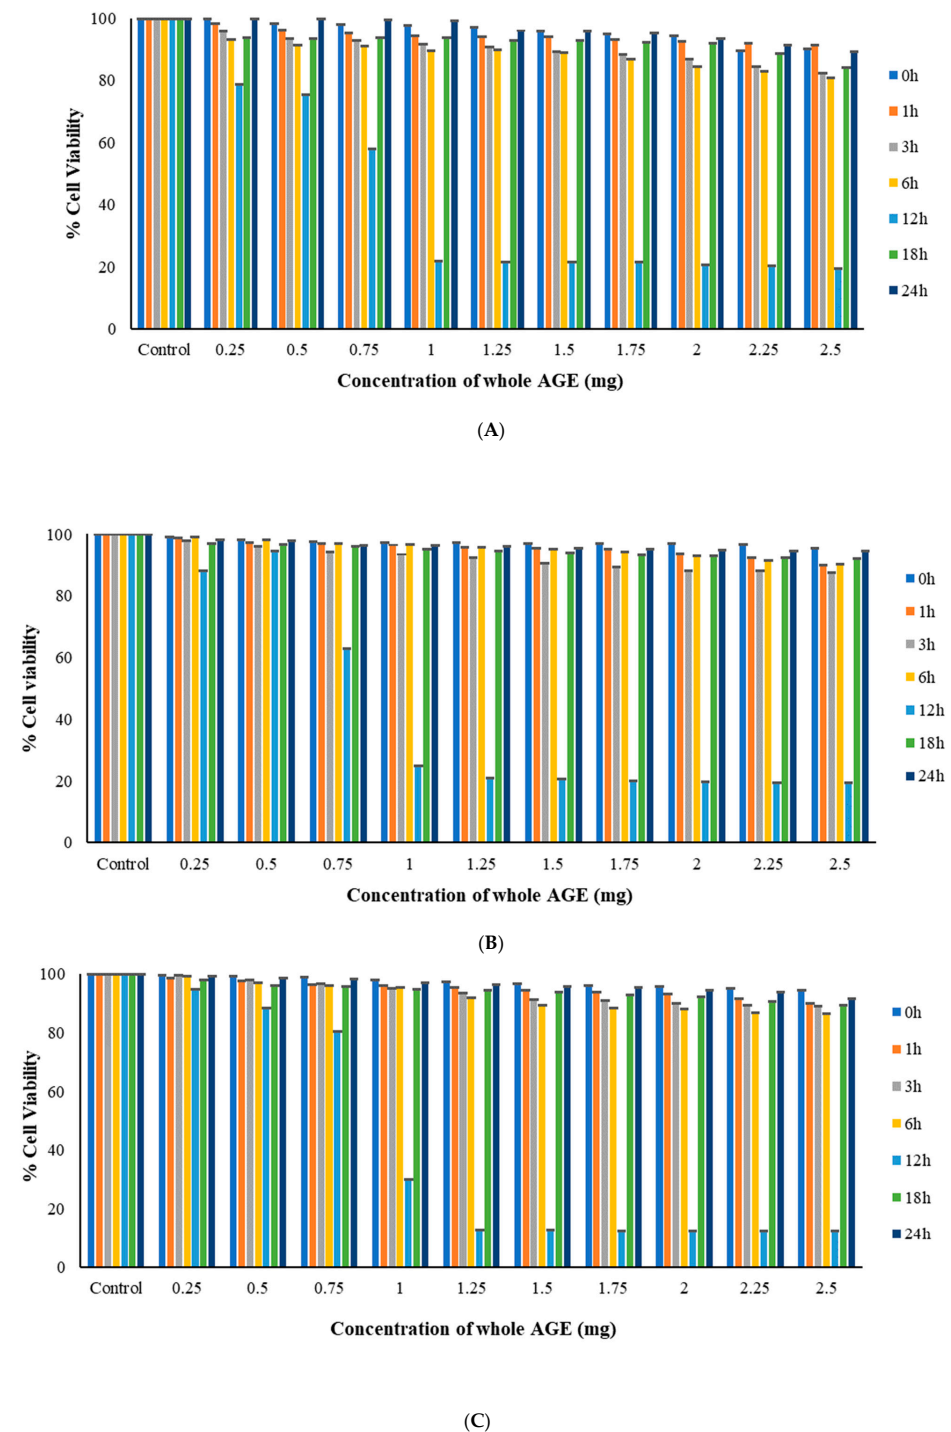 100
80
60
40
20
0
% Cell Viability
Control 0.25 0.5 0.75 1 1.25 1.5 1.75 2 2.25 2.5
Concentration of whole AGE (mg)
0h
1h
3h
6h
12h
18h
24h
(A)
100
80
60
40
20
0
% Cell viability
Control 0.25 0.5 0.75 1 1.25 1.5 1.75 2 2.25 2.5
Concentration of whole AGE (mg)
0h
1h
3h
6h
12h
18h
24h
(B)
100
80
60
40
20
0
% Cell Viability
Control 0.25 0.5 0.75 1 1.25 1.5 1.75 2 2.25 2.5
Concentration of whole AGE (mg)
0h
1h
3h
6h
12h
18h
24h
(C)